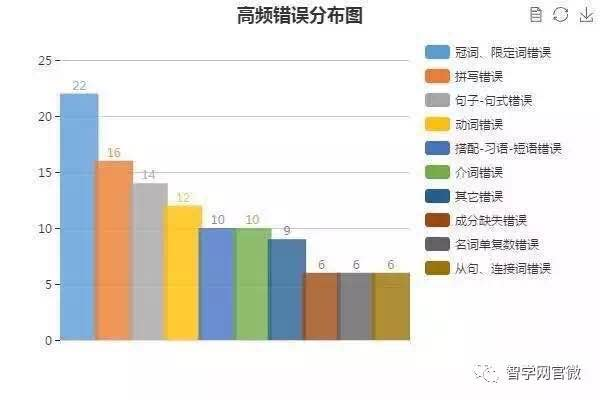 高频错误分布图
25
20
15
10
5
0
22
16
14
12
10
10
9
6
6
6
冠词、限定词错误
拼写错误
句子-句式错误
动词错误
搭配-习语-短语错误
介词错误
其它错误
成分缺失错误
名词单复数错误
从句、连接词错误
智学网官微